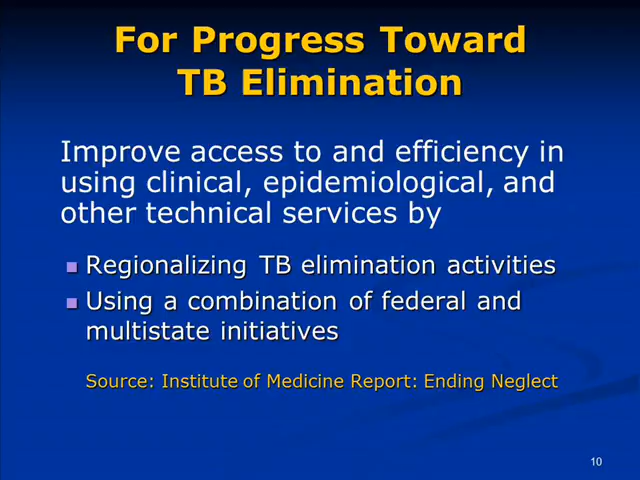 For Progress Toward
TB Elimination
Improve access to and efficiency in
using clinical, epidemiological, and
other technical services by
Regionalizing TB elimination activities
Using a combination of federal and
multistate initiatives
Source: Institute of Medicine Report: Ending Neglect
10